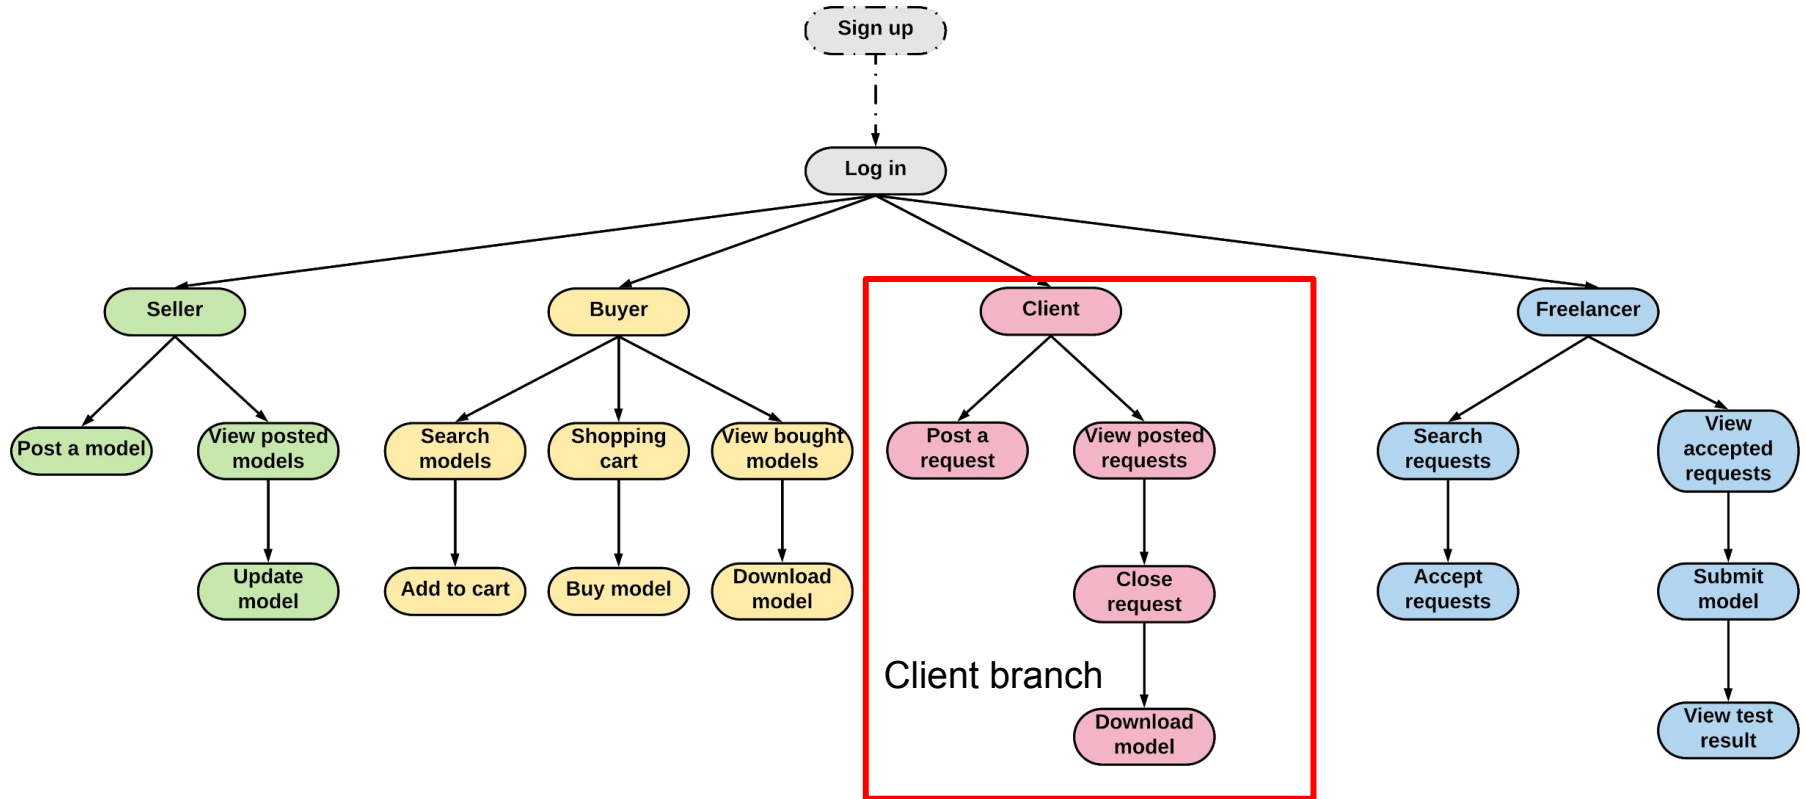 Sign up
Log in
Seller
Buyer
Client
Freelancer
Post a model
View posted
models
Search
models
Shopping
cart
View bought
models
Post a
request
View posted
requests
Search
requests
View
accepted
requests
Update
model
Add to cart
Buy model
Download
model
Close
request
Accept
requests
Submit
model
Client branch
Download
model
View test
result